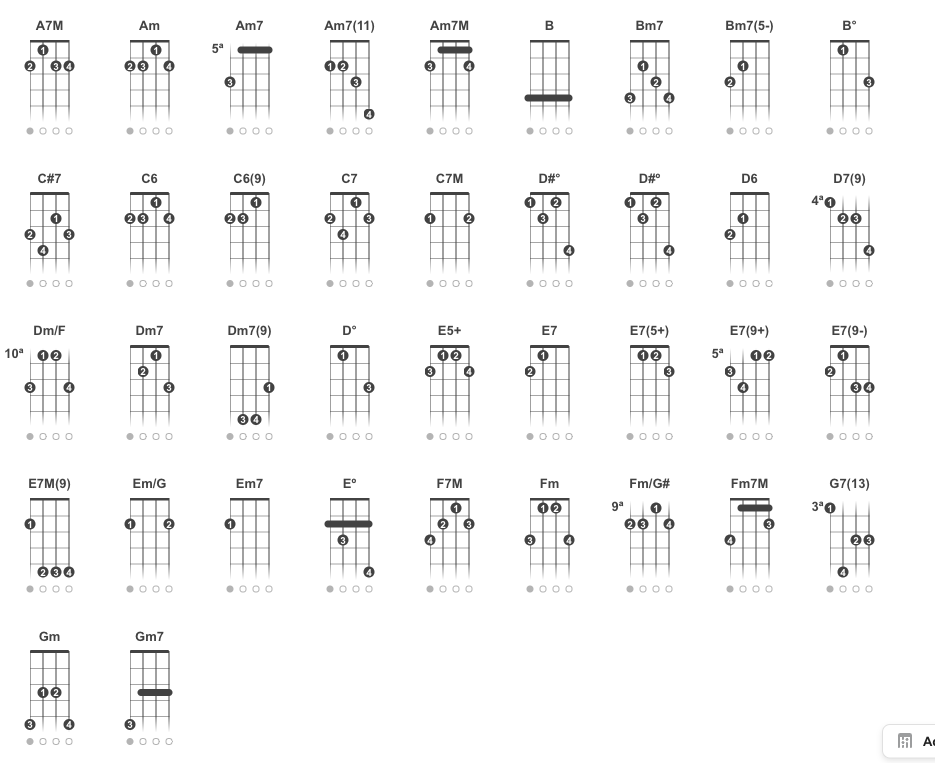 A7M Am Am7 Am7(11) Am7M B Bm7 Bm7(5-) B°
1 1 5ª 1
2 3 4 2 3 4 1 2 3 4 1 1
3 3 2 2 3
3 4
4
C#7 C6 C6(9) C7 C7M D#° D#º D6 D7(9)
1 1 1 1 2 1 2 4ª 1
1 2 3 4 2 3 2 3 1 2 3 3 1 2 3
2 3 4 2
4 4 4 4
Dm/F Dm7 Dm7(9) D° E5+ E7 E7(5+) E7(9+) E7(9-)
10ª 1 2 1 1 1 2 1 1 2 5ª 1 2 1
2 3 4 2 3 3 2
3 4 3 1 3 4 3 4
3 4
E7M(9) Em/G Em7 Eº F7M Fm Fm/G# Fm7M G7(13)
1 1 2 9ª 1 3ª 1
1 1 2 1 2 3 2 3 4 3
3 4 3 4 4 2 3
2 3 4 4 4
Gm Gm7
1 2
3 4 3